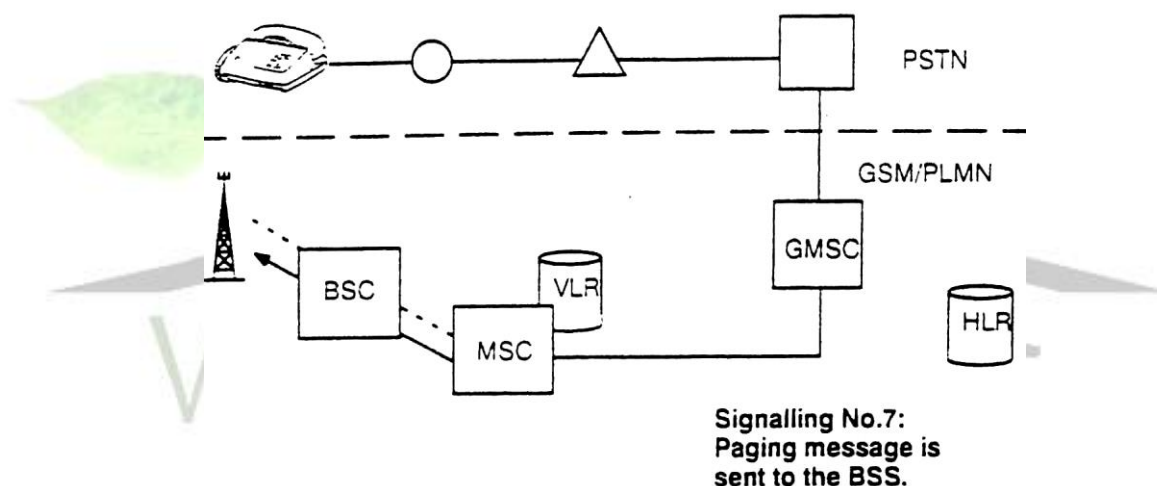 PSTN
GSM/PLMN
GMSC
BSC
VLR
HLR
MSC
Signalling No.7:
Paging message is
sent to the BSS.